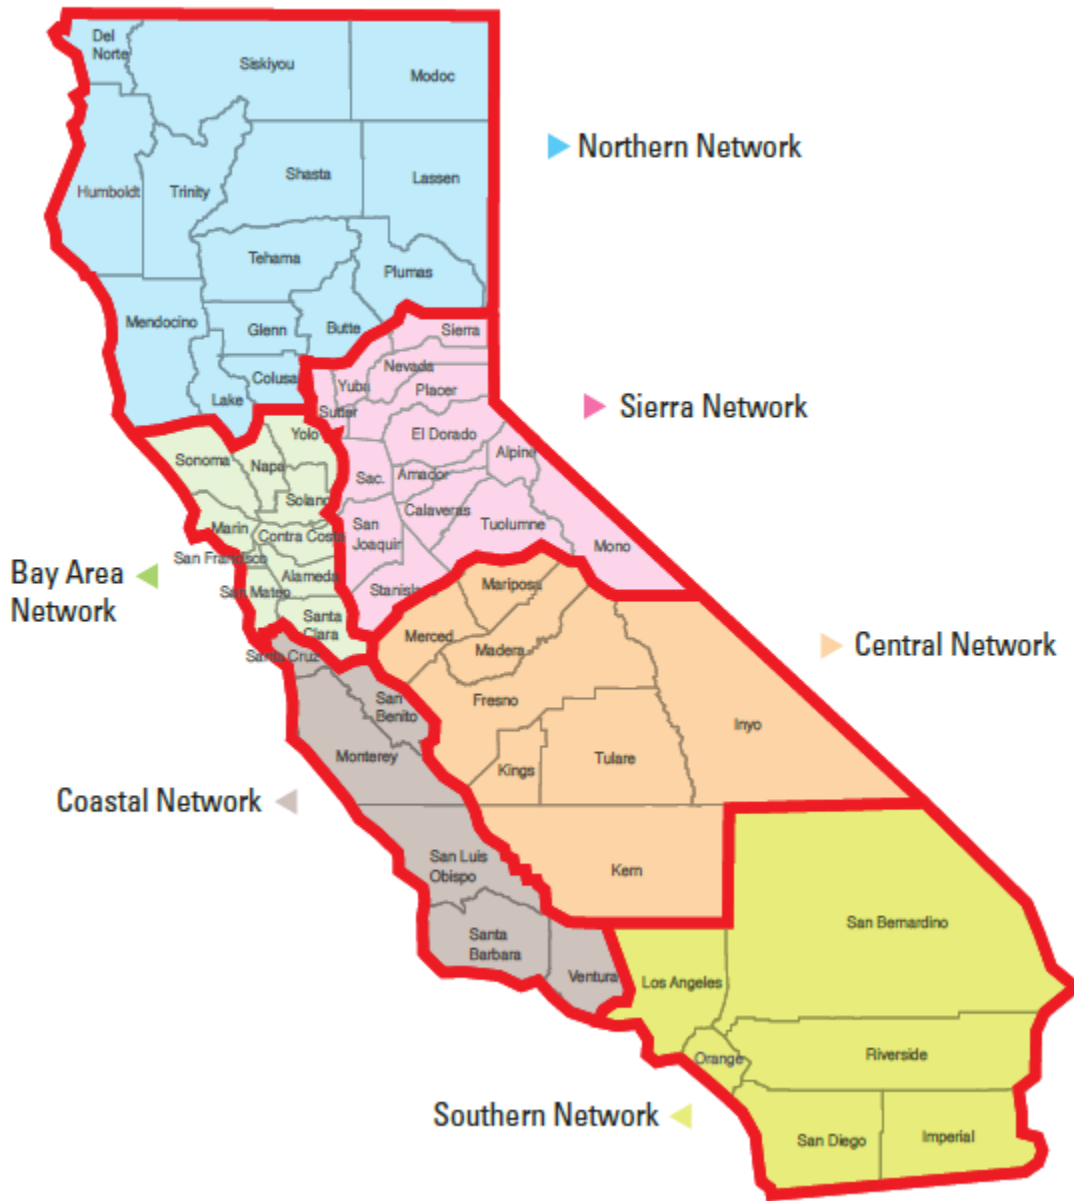 Del
Norte
Siskiyou
Modoc
Northern Network
Humboldt
Trinity
Shasta
Lassen
Tehama
Plumas
Mendocino
Glenn
Butte
Sierra
Nevada
Colusa
Yuba
Placer
Lake
Sutter
Sierra Network
Yolo
El Dorado
Sonoma
Napa
Alpine
Sac.
Amador
Solano
Calaveras
Marin
San
Joaquin
Tuolumne
Contra Costa
Mono
San Francisco
Bay Area
Network
Alameda
Stanisla
Mariposa
San Mateo
Santa
Clara
Merced
Madera
Central Network
Santa Cruz
San
Benito
Fresno
Inyo
Monterey
Kings
Tulare
Coastal Network
San Luis
Obispo
Kern
San Bernardino
Santa
Barbara
Ventura
Los Angeles
Orange
Riverside
Southern Network
San Diego
Imperial